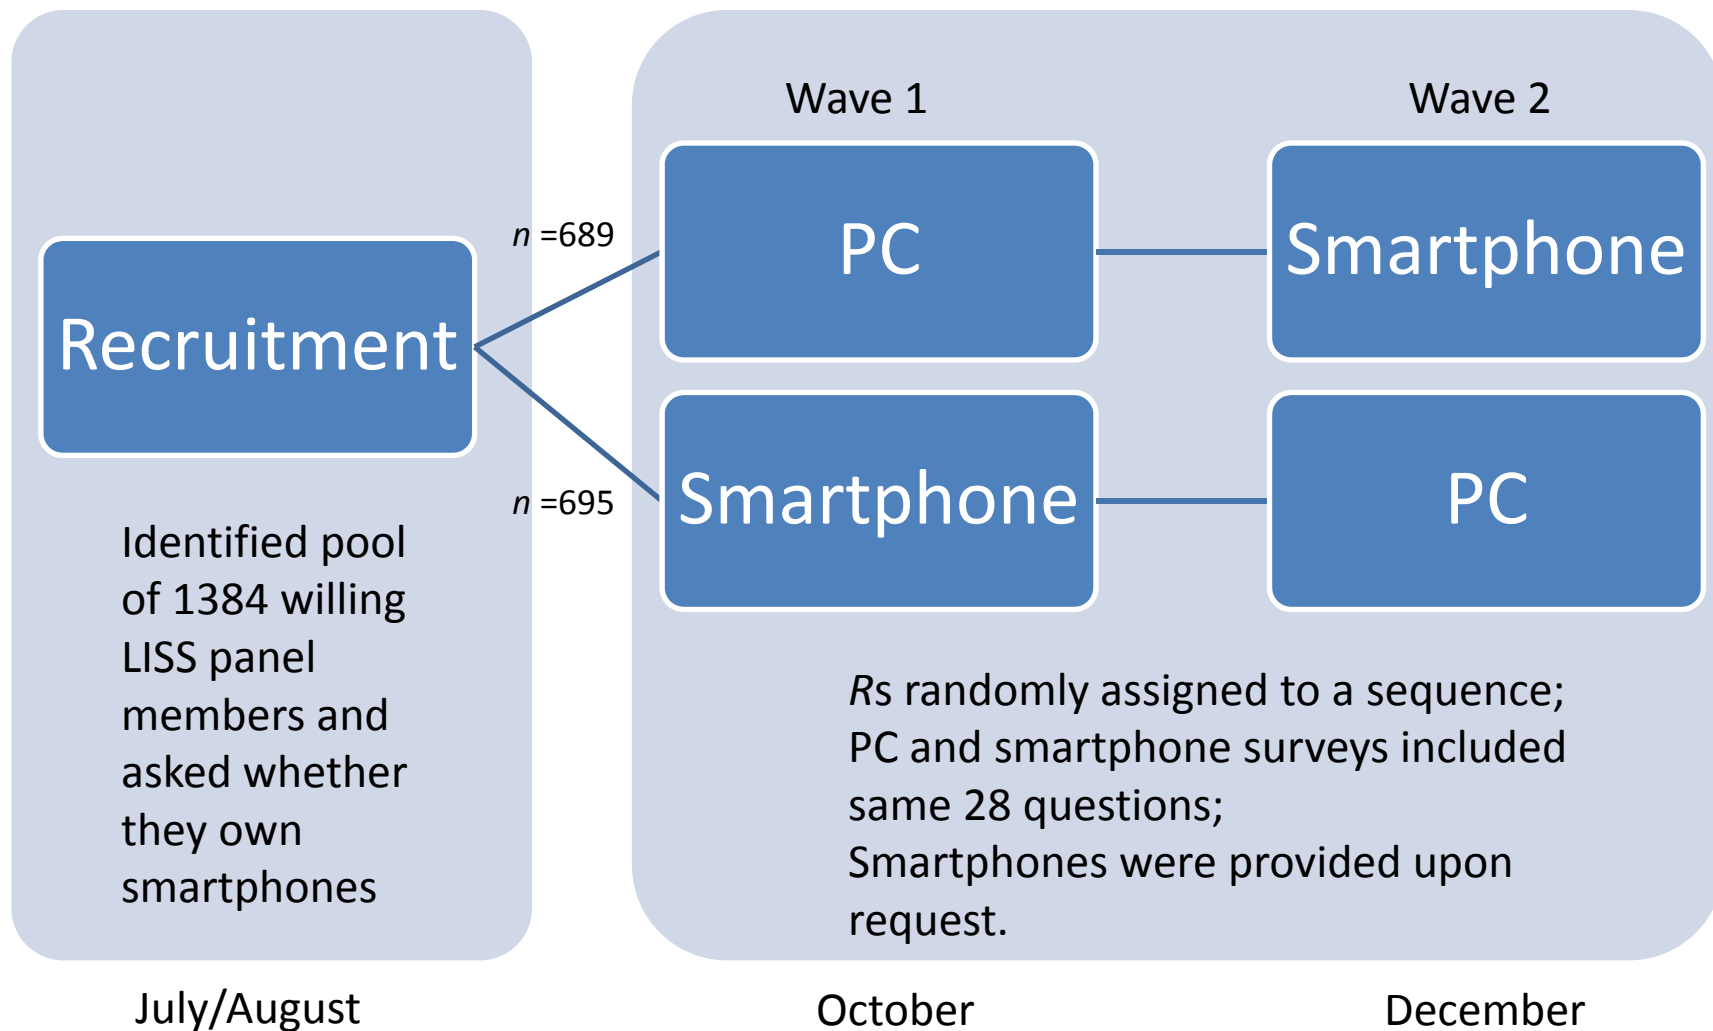 Recruitment
Identified pool
of 1384 willing
LISS panel
members and
asked whether
they own
smartphones
July/August
n =689
n =695
Wave 1
Wave 2
PC
Smartphone
Smartphone
PC
Rs randomly assigned to a sequence;
PC and smartphone surveys included
same 28 questions;
Smartphones were provided upon
request.
October
December